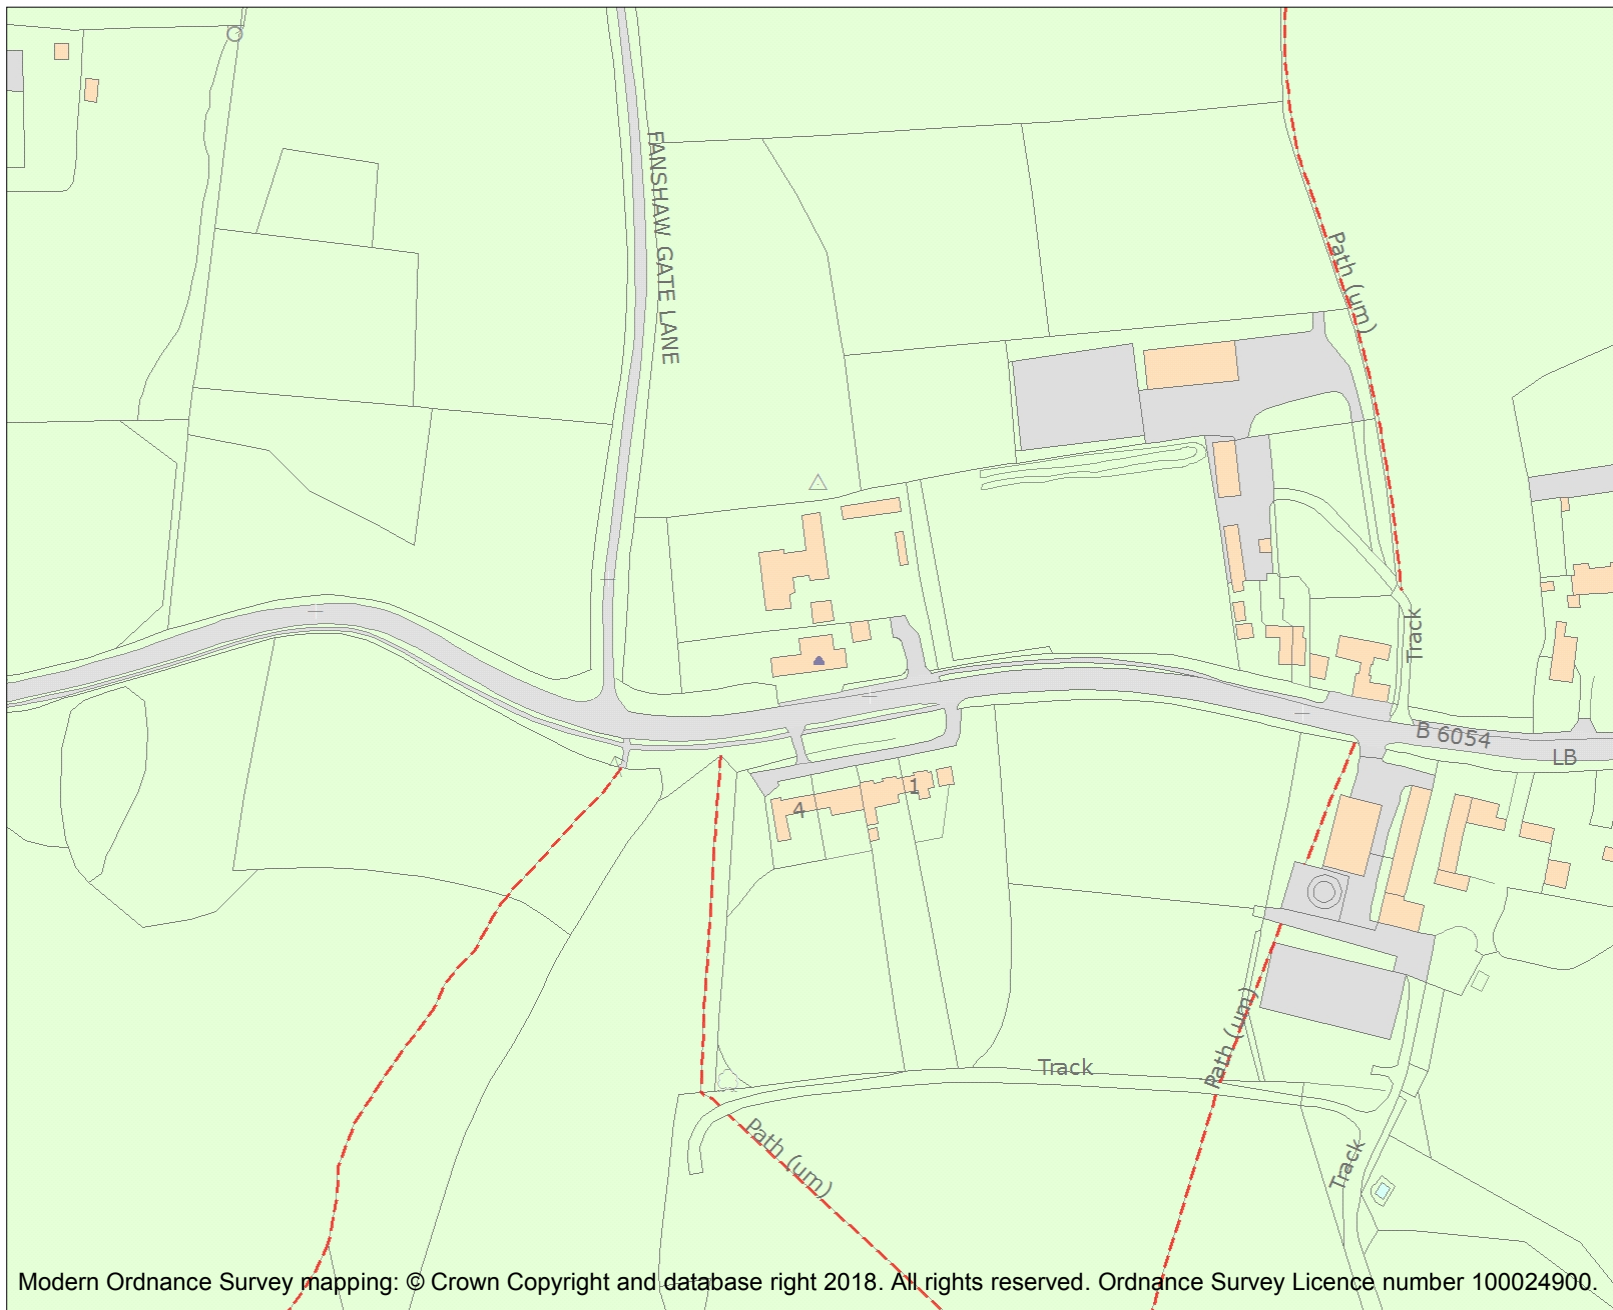 FANSHAW GATE LANE
Path (um)
Track
B 6054
LB
1
4
Path (um)
Track
Path (um)
Track
Modern Ordnance Survey mapping: © Crown Copyright and database right 2018. All rights reserved. Ordnance Survey Licence number 100024900.